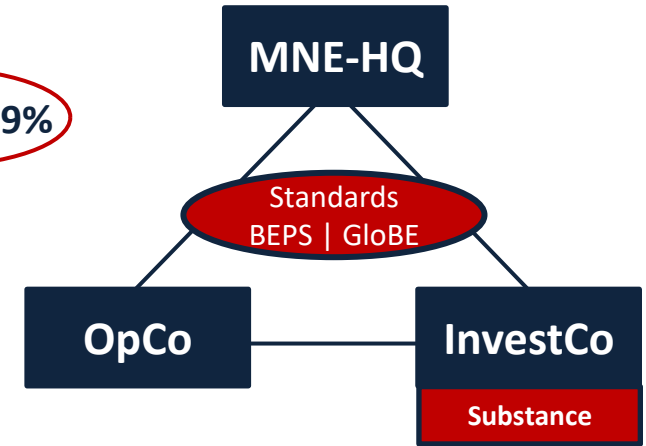 MNE-HQ
9%
Standards
BEPS | GloBE
OpCo
InvestCo
Substance